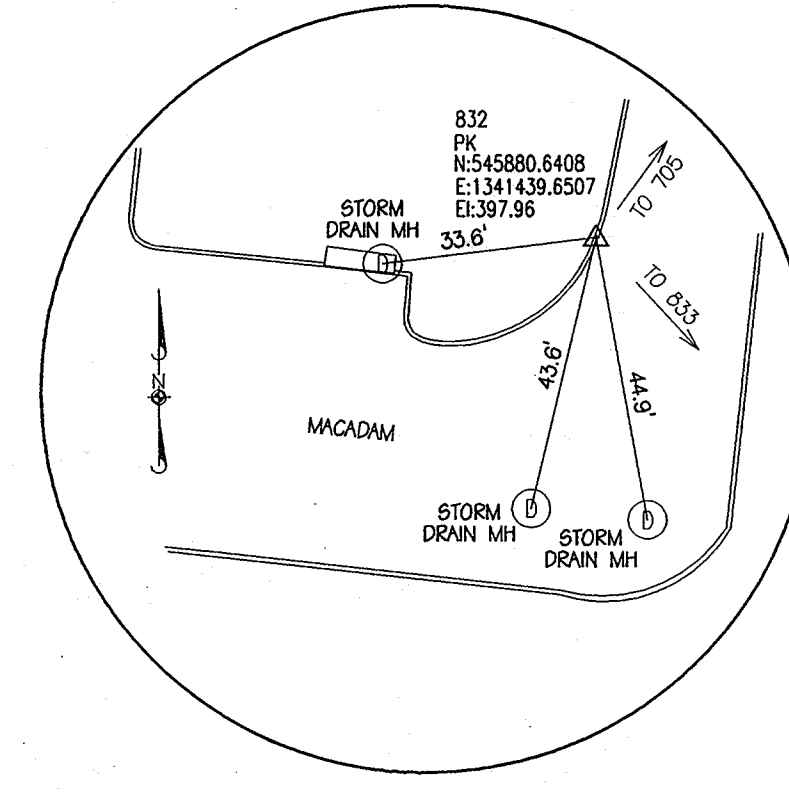 832
PK
N:545880.6408
E:1341439.6507
El:397.96
TO 705
STORM
DRAIN MH
33.6'
D
TO 833
43.6'
44.9'
N
MACADAM
STORM
DRAIN MH
D
STORM
DRAIN MH
D